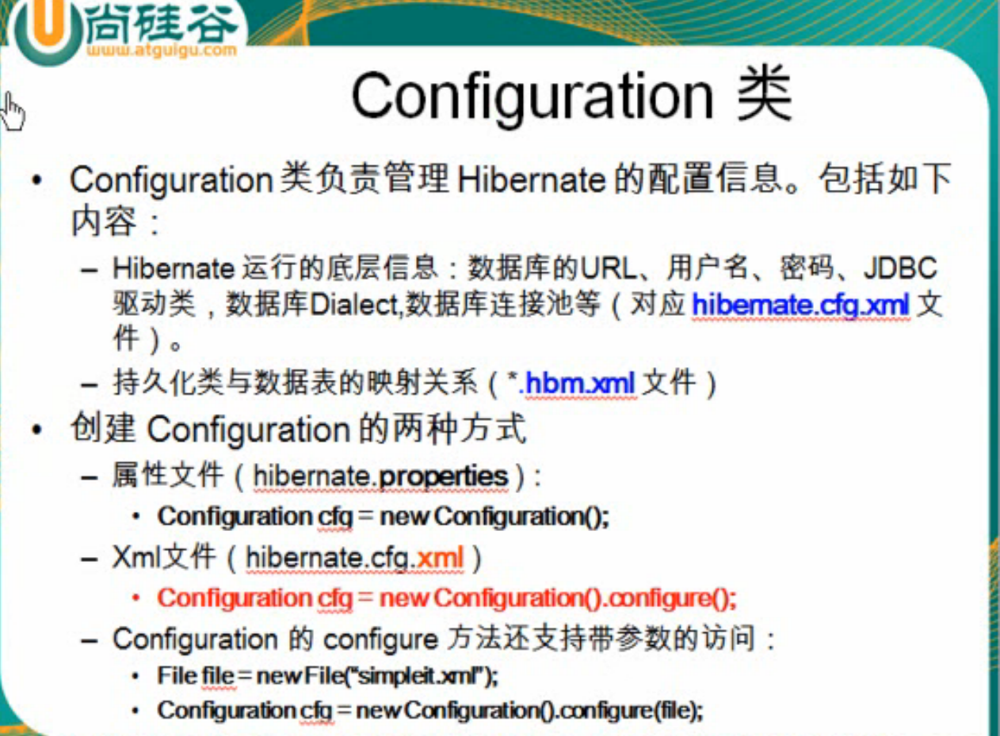 尚硅谷
www.atguigu.com
Configuration 类
• Configuration 类负责管理 Hibernate 的配置信息。包括如下
内容：
– Hibernate 运行的底层信息：数据库的URL、用户名、密码、JDBC
驱动类，数据库Dialect,数据库连接池等（对应 hibernate.cfg.xml 文
件）。
– 持久化类与数据表的映射关系（*.hbm.xml 文件）
• 创建 Configuration 的两种方式
– 属性文件（hibernate.properties）:
• Configuration cfg = new Configuration();
– Xml文件（hibernate.cfg.xml）
• Configuration cfg = new Configuration().configure();
– Configuration 的 configure 方法还支持带参数的访问：
• File file = new File(“simpleit.xml”);
• Configuration cfg = new Configuration().configure(file);